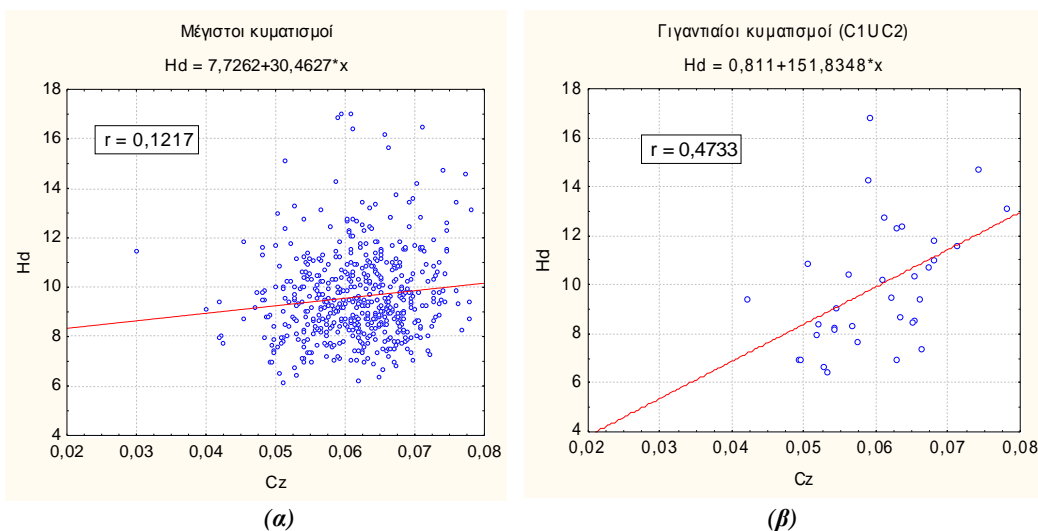 Μέγιστοι κυματισμοί
Hd = 7,7262+30,4627*x
r = 0,1217
18
16
14
12
10
8
6
4
Hd
0,02 0,03 0,04 0,05 0,06 0,07 0,08
Cz
(α)
Γιγαντιαίοι κυματισμοί (C1UC2)
Hd = 0,811+151,8348*x
r = 0,4733
18
16
14
12
10
8
6
4
Hd
0,02 0,03 0,04 0,05 0,06 0,07 0,08
Cz
(β)